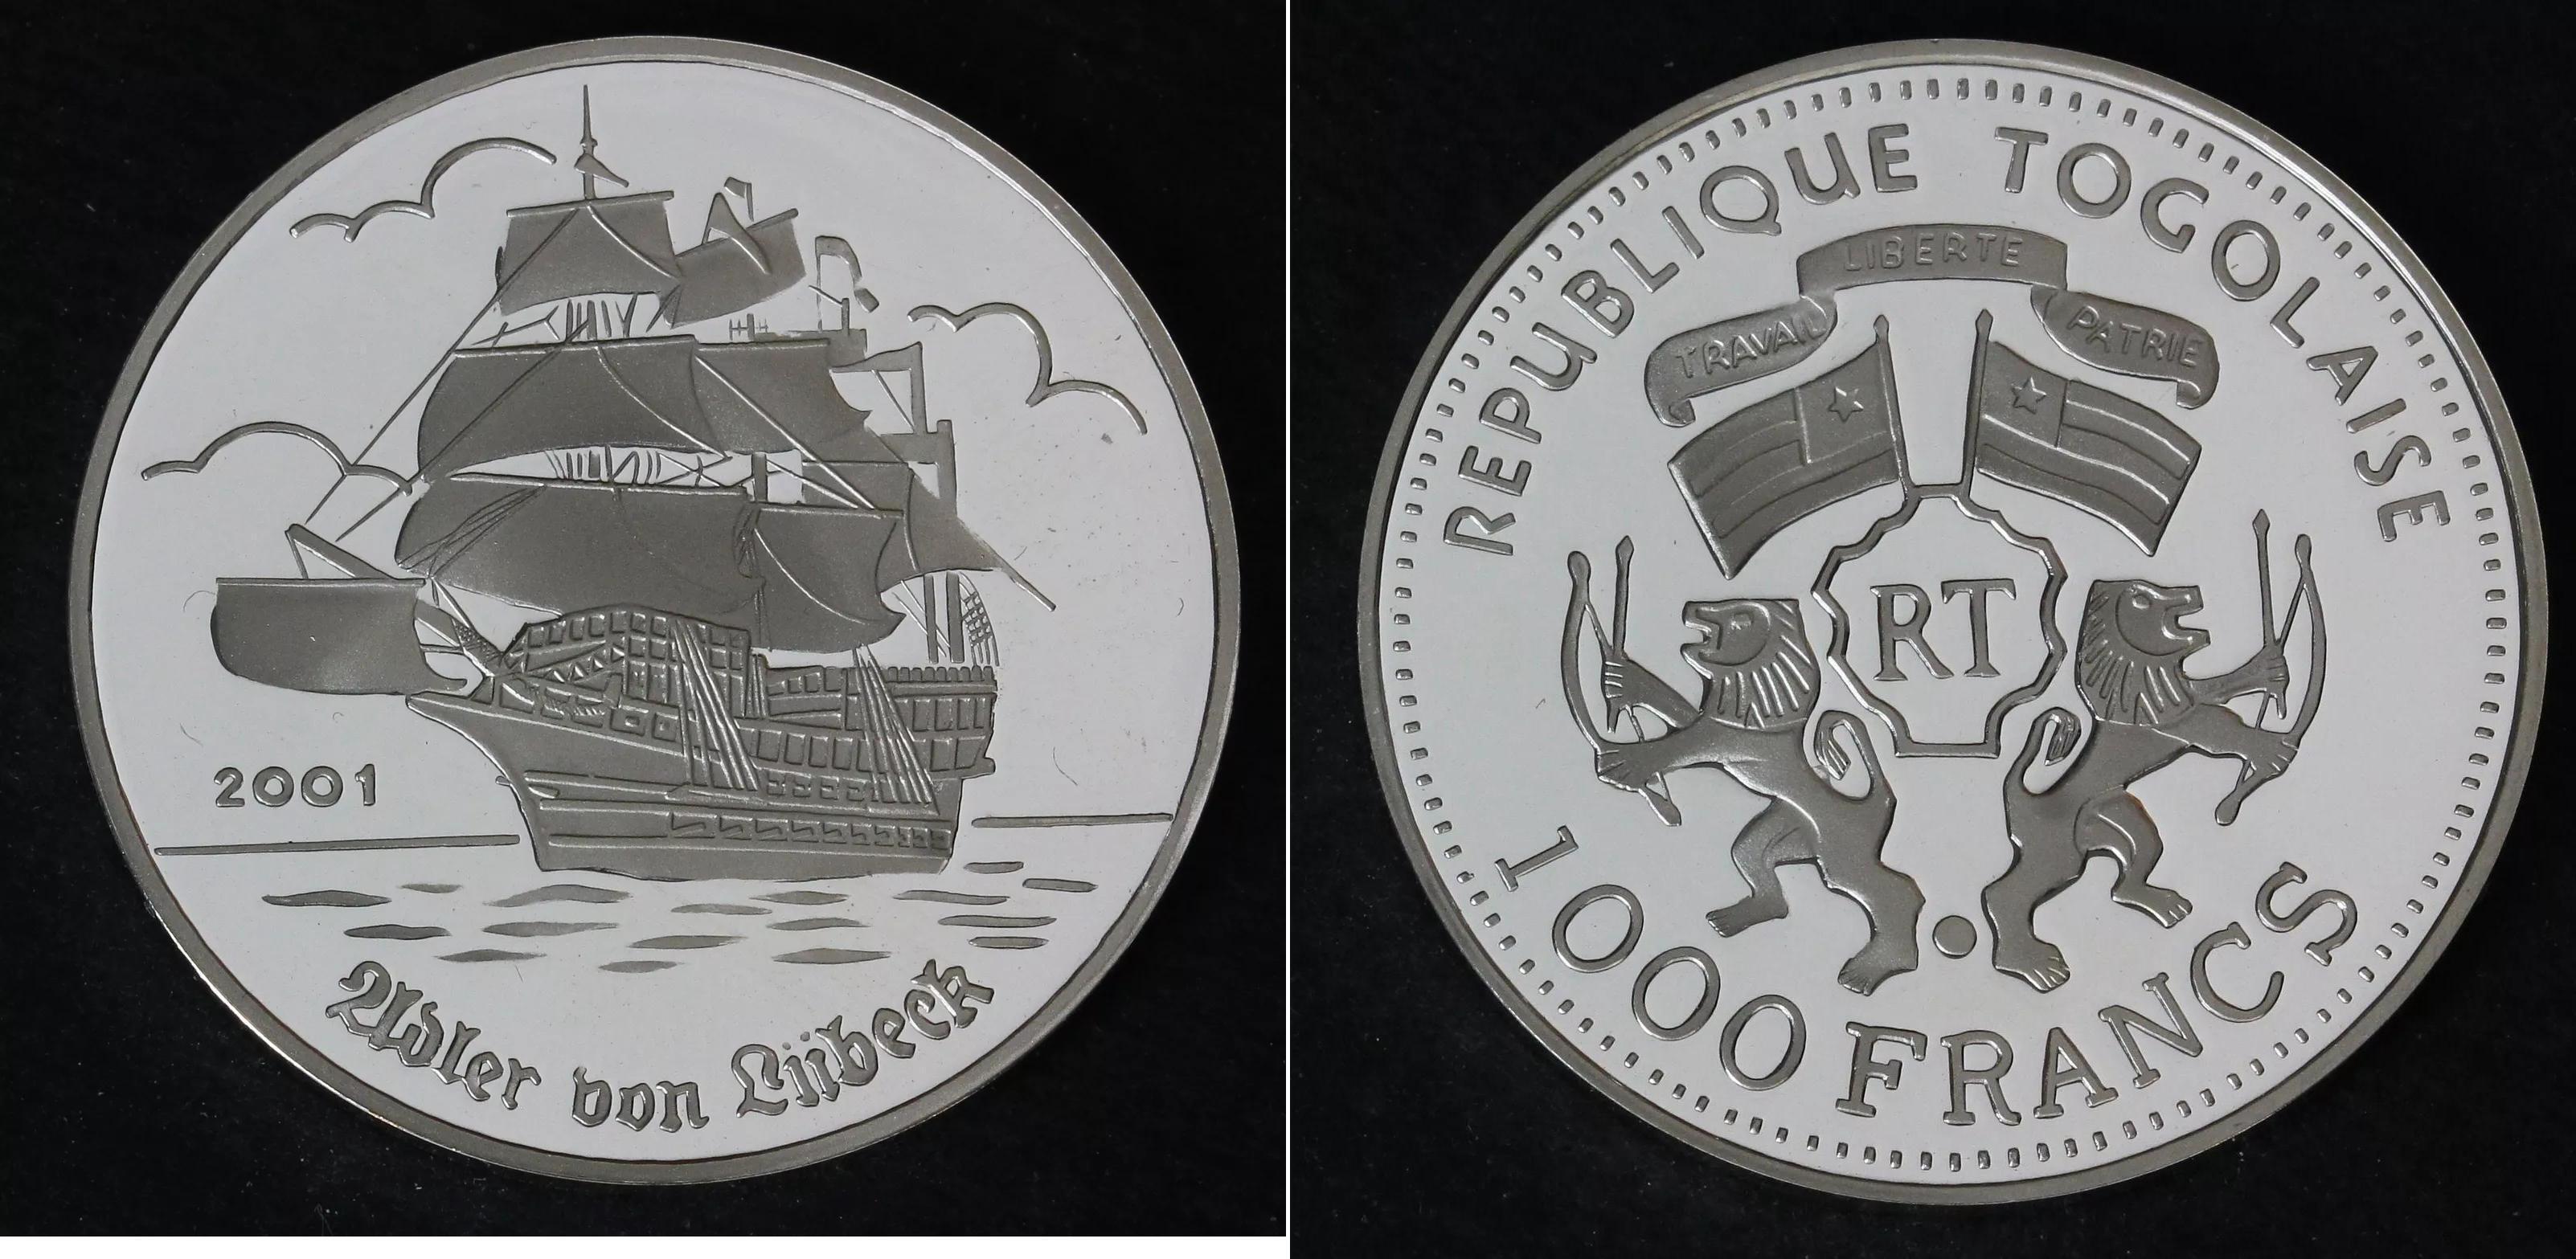 2001
Adler von Lübeck
REPUBLIQUE TOGOLAISE
LIBERTE
TRAVAIL
PATRIE
RT
1000 FRANCS